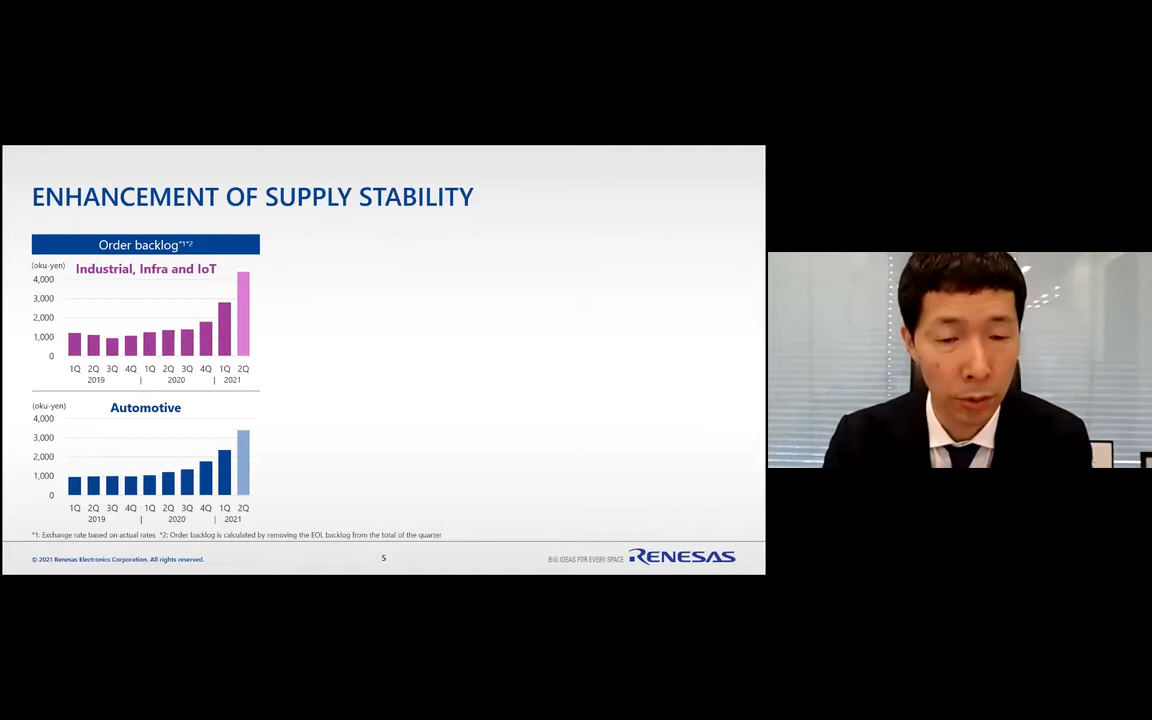 ENHANCEMENT OF SUPPLY STABILITY
Order backlog*1*2
(oku-yen) Industrial, Infra and IoT
4,000
3,000
2,000
1,000
0
1Q 2Q 3Q 4Q 1Q 2Q 3Q 4Q 1Q 2Q
2019 | 2020 | 2021
(oku-yen) Automotive
4,000
3,000
2,000
1,000
0
1Q 2Q 3Q 4Q 1Q 2Q 3Q 4Q 1Q 2Q
2019 | 2020 | 2021
*1: Exchange rate based on actual rates *2: Order backlog is calculated by removing the EOL backlog from the total of the quarter
© 2021 Renesas Electronics Corporation. All rights reserved. 5 BIG IDEAS FOR EVERY SPACE RENESAS